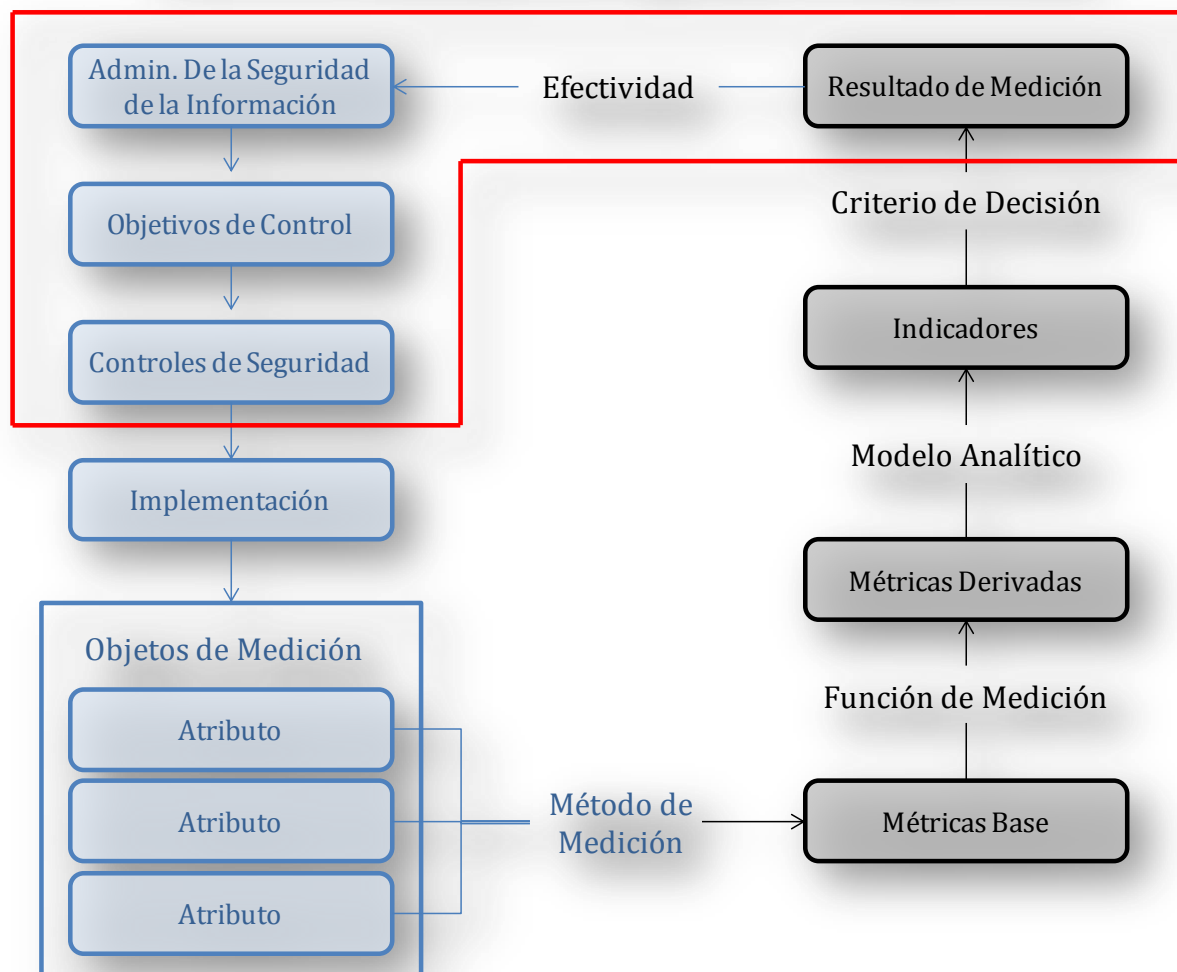 Admin. De la Seguridad
de la Información
Efectividad
Resultado de Medición
Objetivos de Control
Criterio de Decisión
Controles de Seguridad
Indicadores
Modelo Analítico
Implementación
Métricas Derivadas
Objetos de Medición
Función de Medición
Atributo
Atributo
Método de
Medición
Métricas Base
Atributo